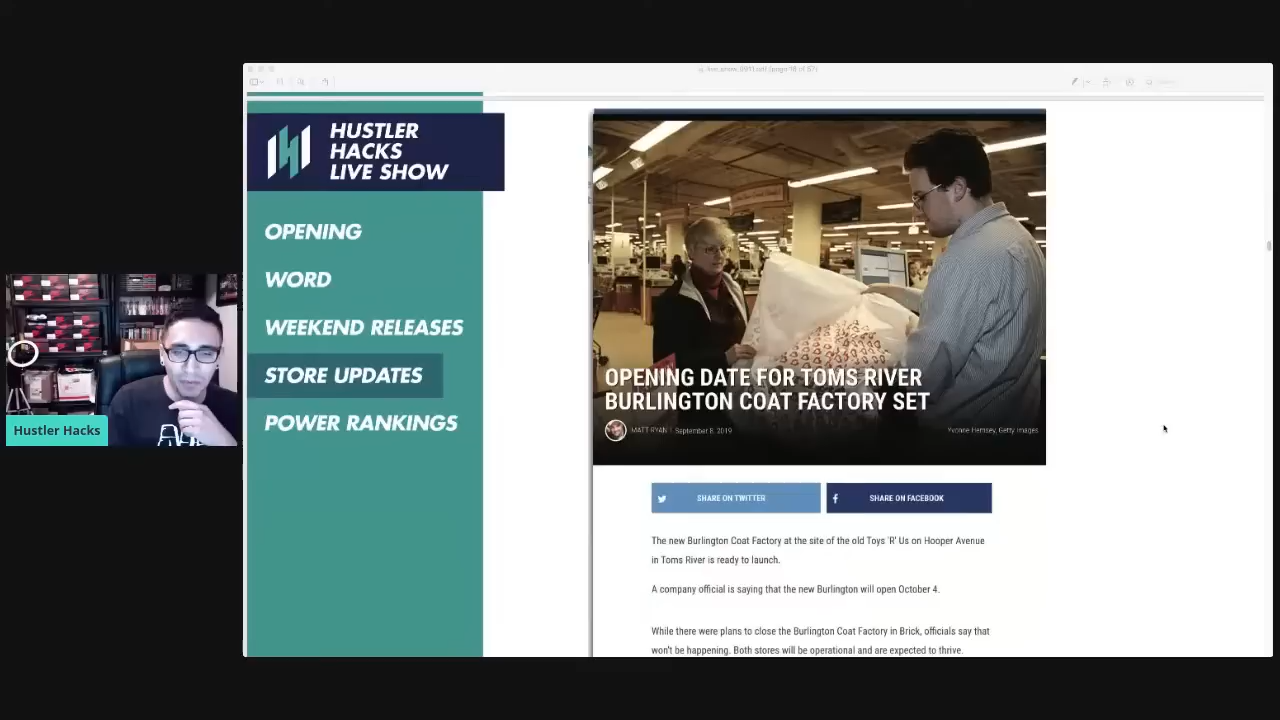 HUSTLER
HACKS
LIVE SHOW
OPENING
WORD
WEEKEND RELEASES
STORE UPDATES
POWER RANKINGS
Hustler Hacks
OPENING DATE FOR TOMS RIVER
BURLINGTON COAT FACTORY SET
MATT RYAN | September 8, 2019
Yvonne Hemsey, Getty Images
SHARE ON TWITTER
SHARE ON FACEBOOK
The new Burlington Coat Factory at the site of the old Toys 'R' Us on Hooper Avenue
in Toms River is ready to launch.
A company official is saying that the new Burlington will open October 4.
While there were plans to close the Burlington Coat Factory in Brick, officials say that
won't be happening. Both stores will be operational and are expected to thrive.